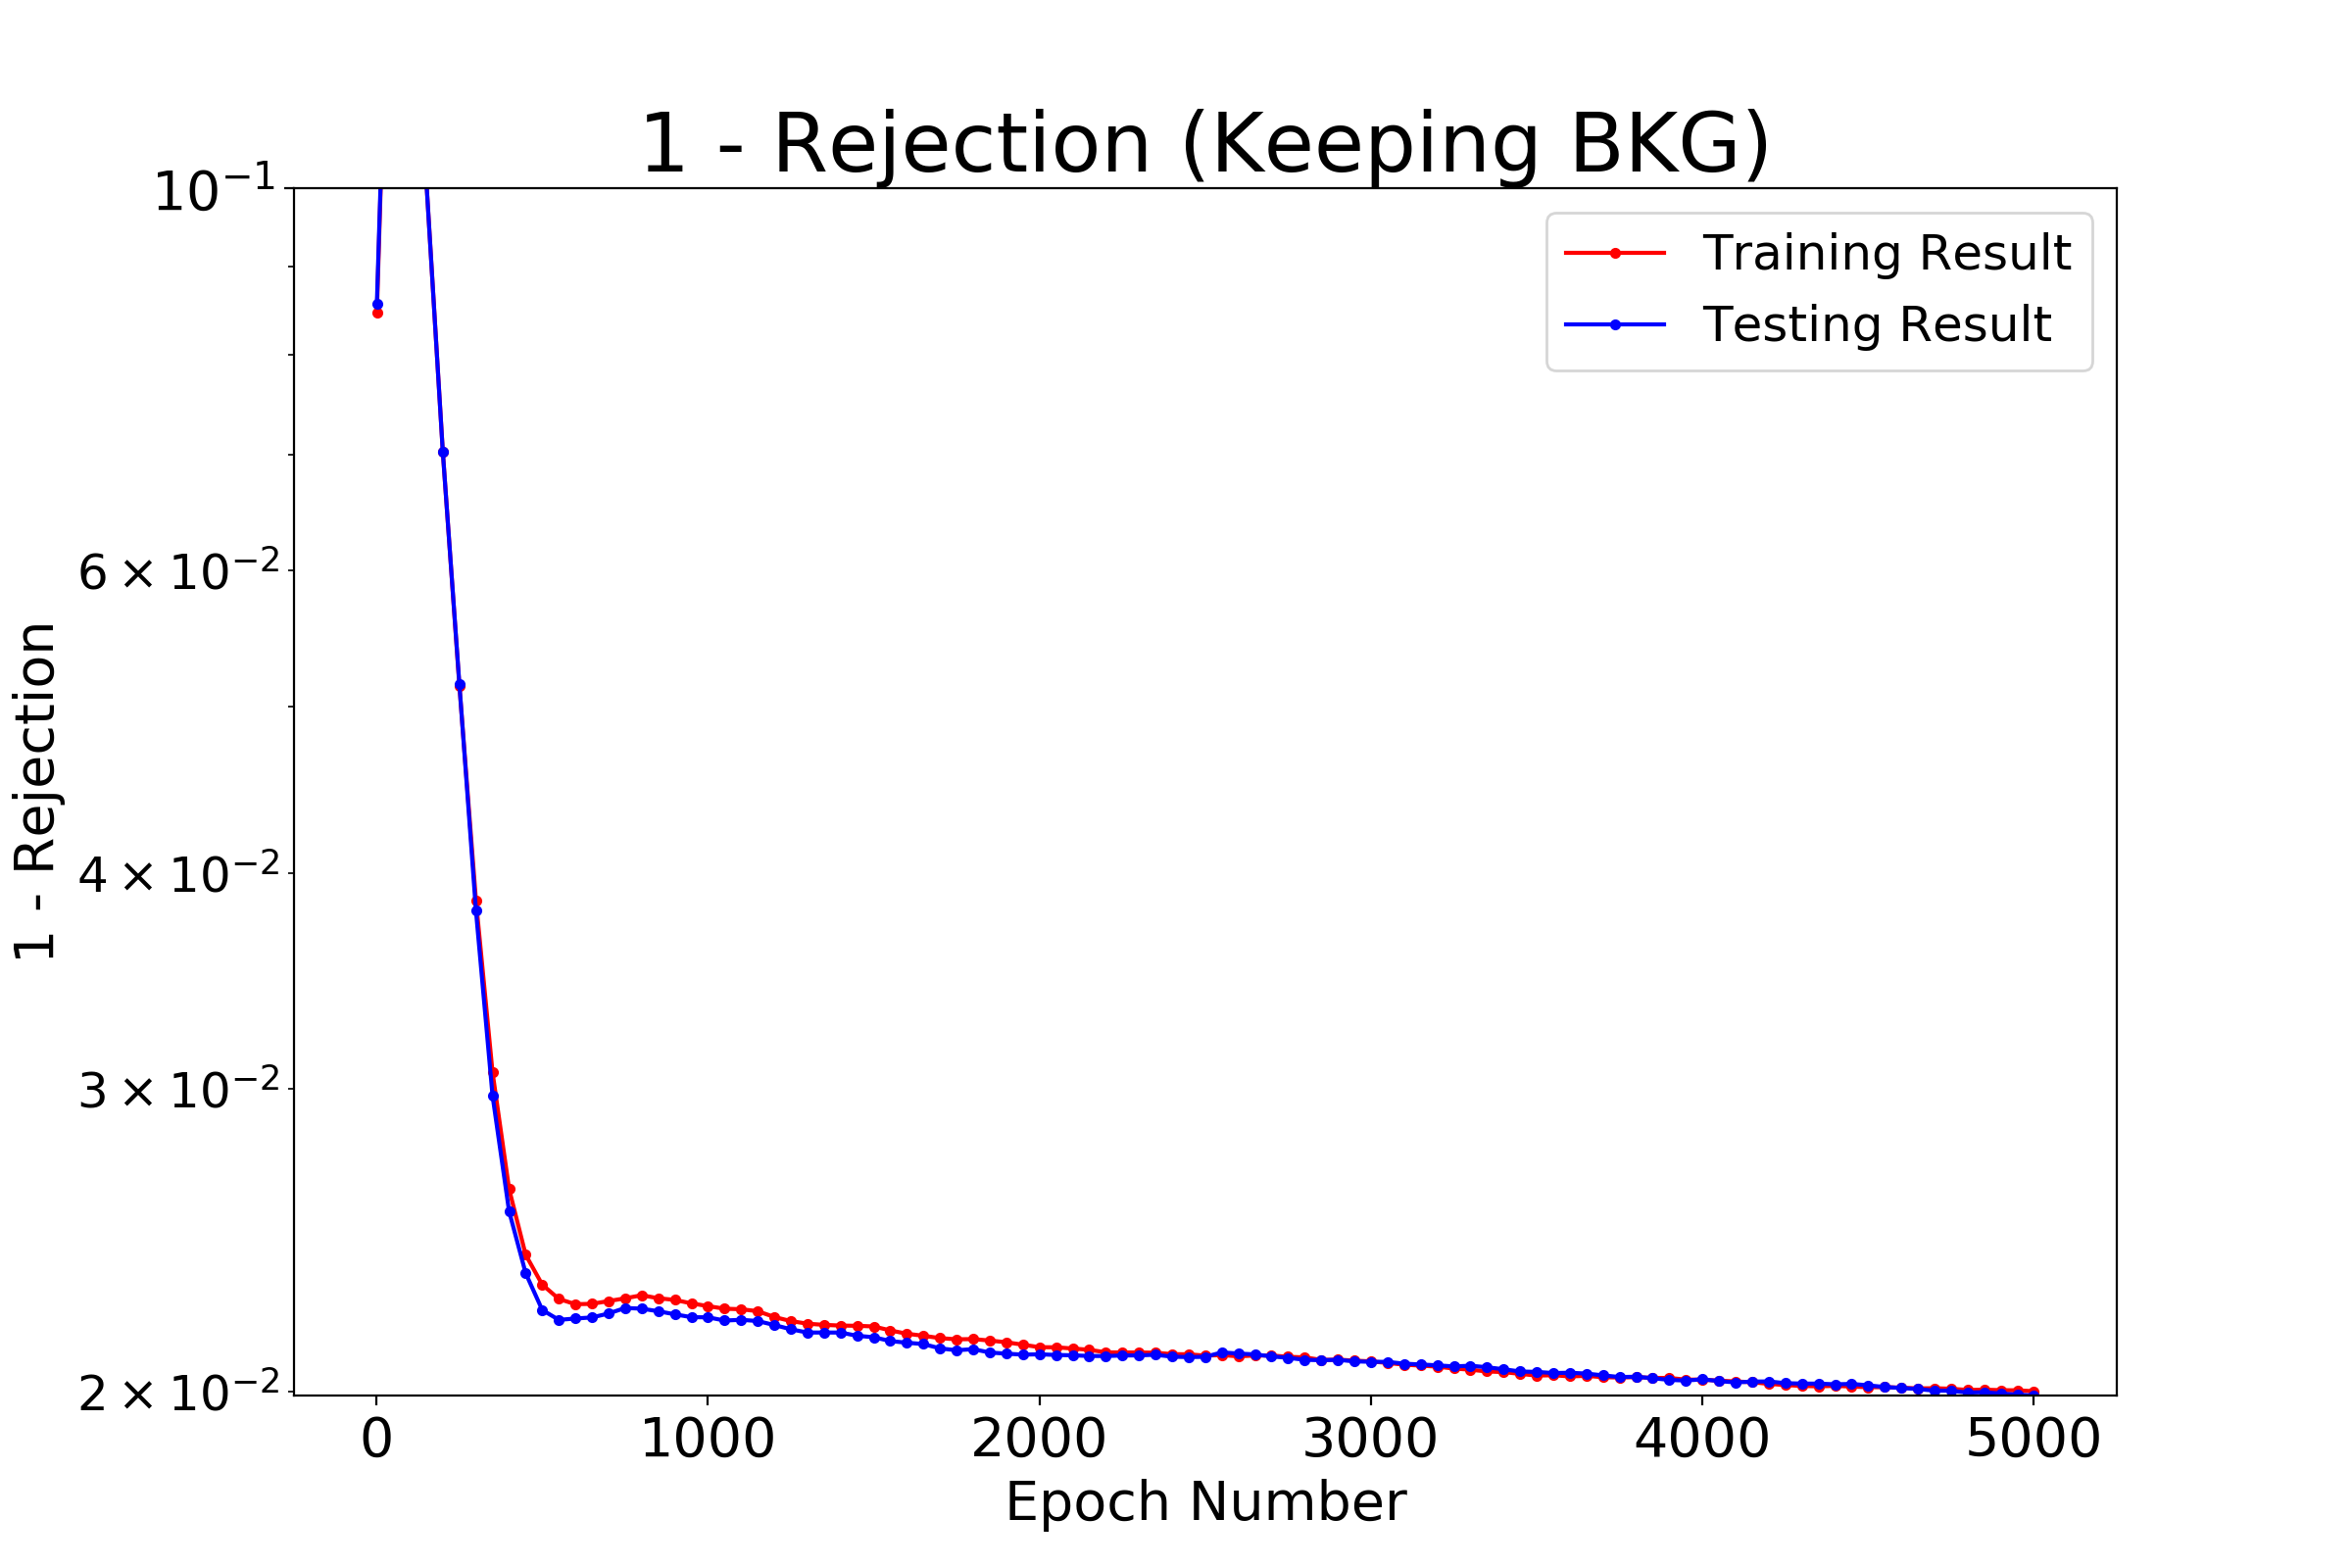 1 - Rejection (Keeping BKG)
10⁻¹
6 × 10⁻²
4 × 10⁻²
3 × 10⁻²
2 × 10⁻²
1 - Rejection
Training Result
Testing Result
0 1000 2000 3000 4000 5000
Epoch Number